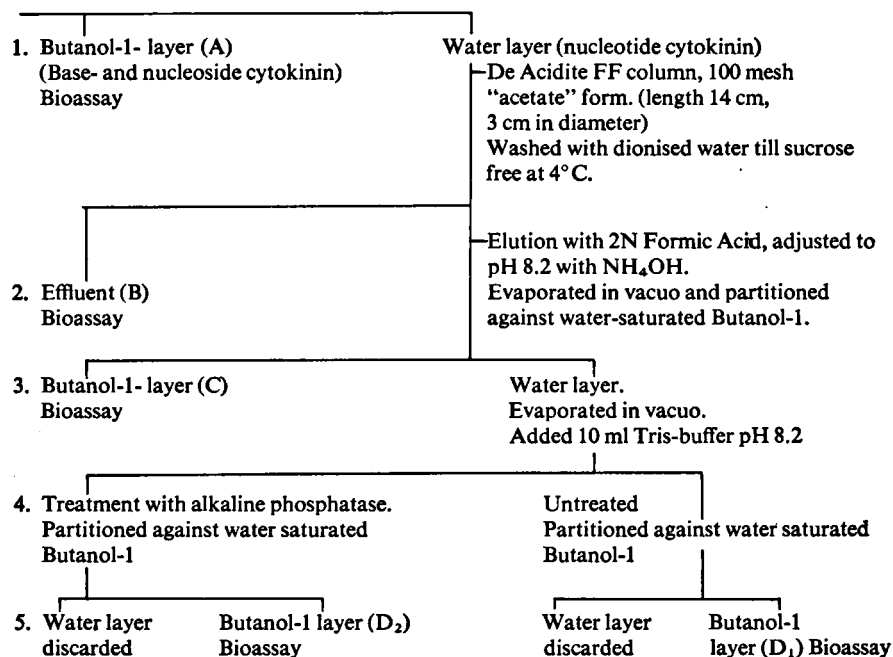 1. Butanol-1- layer (A)
(Base- and nucleoside cytokinin)
Bioassay
Water layer (nucleotide cytokinin)
De Acidite FF column, 100 mesh
“acetate” form. (length 14 cm,
3 cm in diameter)
Washed with dionised water till sucrose
free at 4° C.
Elution with 2N Formic Acid, adjusted to
pH 8.2 with NH₄OH.
Evaporated in vacuo and partitioned
against water-saturated Butanol-1.
2. Effluent (B)
Bioassay
3. Butanol-1- layer (C)
Bioassay
Water layer.
Evaporated in vacuo.
Added 10 ml Tris-buffer pH 8.2
4. Treatment with alkaline phosphatase.
Partitioned against water saturated
Butanol-1
Untreated
Partitioned against water saturated
Butanol-1
5. Water layer
discarded
Butanol-1 layer (D₂)
Bioassay
Water layer
discarded
Butanol-1
layer (D₁) Bioassay